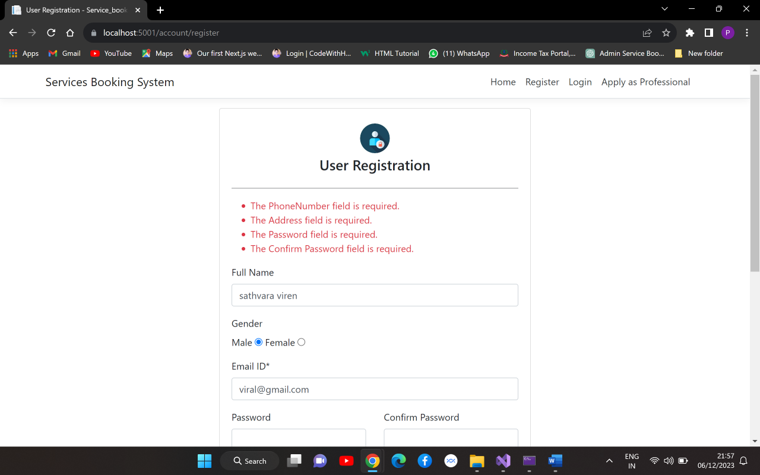 User Registration - Service_book
localhost:5001/account/register
Apps
Gmail
YouTube
Maps
Our first Next.js we...
Login | CodeWithH...
HTML Tutorial
(11) WhatsApp
Income Tax Portal,...
Admin Service Boo...
New folder
P
Services Booking System
Home
Register
Login
Apply as Professional
User Registration
The PhoneNumber field is required.
The Address field is required.
The Password field is required.
The Confirm Password field is required.
Full Name
sathvara viren
Gender
Male Female
Email ID*
viral@gmail.com
Password
Confirm Password
Search
ENG
IN
21:57
06/12/2023